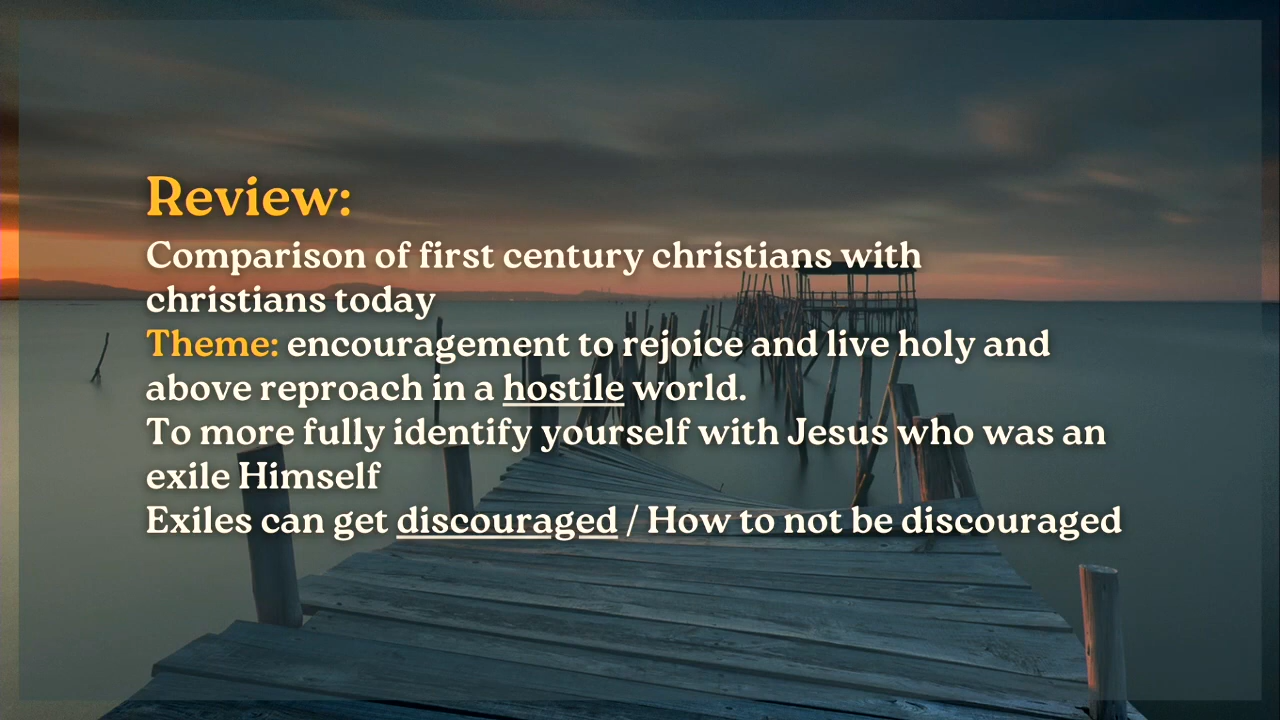 Review:
Comparison of first century christians with
christians today
Theme: encouragement to rejoice and live holy and
above reproach in a hostile world.
To more fully identify yourself with Jesus who was an
exile Himself
Exiles can get discouraged / How to not be discouraged